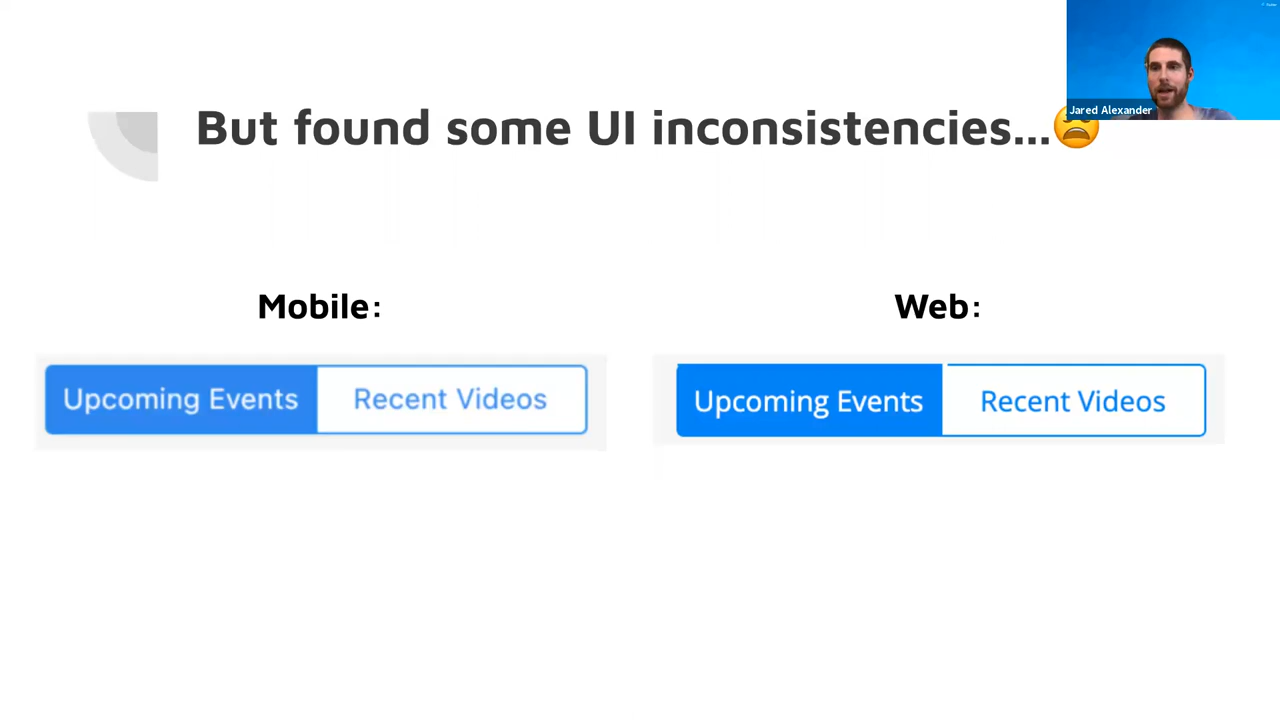 Jared Alexander
But found some UI inconsistencies...
Mobile:
Web:
Upcoming Events
Recent Videos
Upcoming Events
Recent Videos